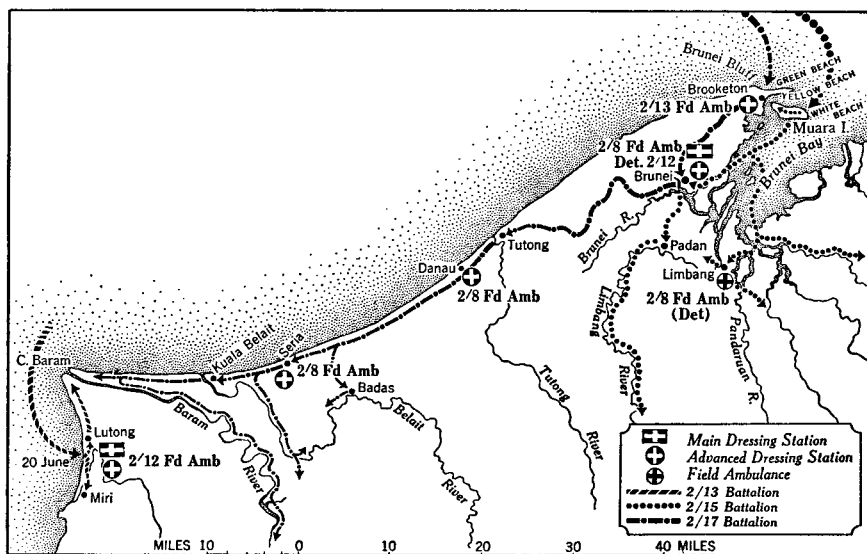 Brunei Bluff
GREEN BEACH
Brooketon
YELLOW BEACH
2/13 Fd Amb
WHITE BEACH
Muara I.
2/8 Fd Amb
Det. 2/12
Brunei
Brunei Bay
Brunei R.
Padan
Tutong
Danau
Limbang
2/8 Fd Amb
2/8 Fd Amb
(Det)
Limbang River
Pandaruan R.
C. Baram
Kuala Belait
Seria
2/8 Fd Amb
Badas
Tutong River
Baram River
Belait River
Lutong
2/12 Fd Amb
20 June
Miri
Main Dressing Station
Advanced Dressing Station
Field Ambulance
2/13 Battalion
2/15 Battalion
2/17 Battalion
MILES 10 0 10 20 30 40 MILES